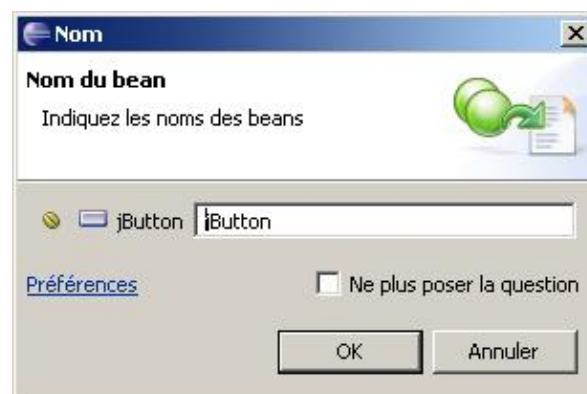 Nom
Nom du bean
Indiquez les noms des beans
jButton jButton
Préférences Ne plus poser la question
OK Annuler